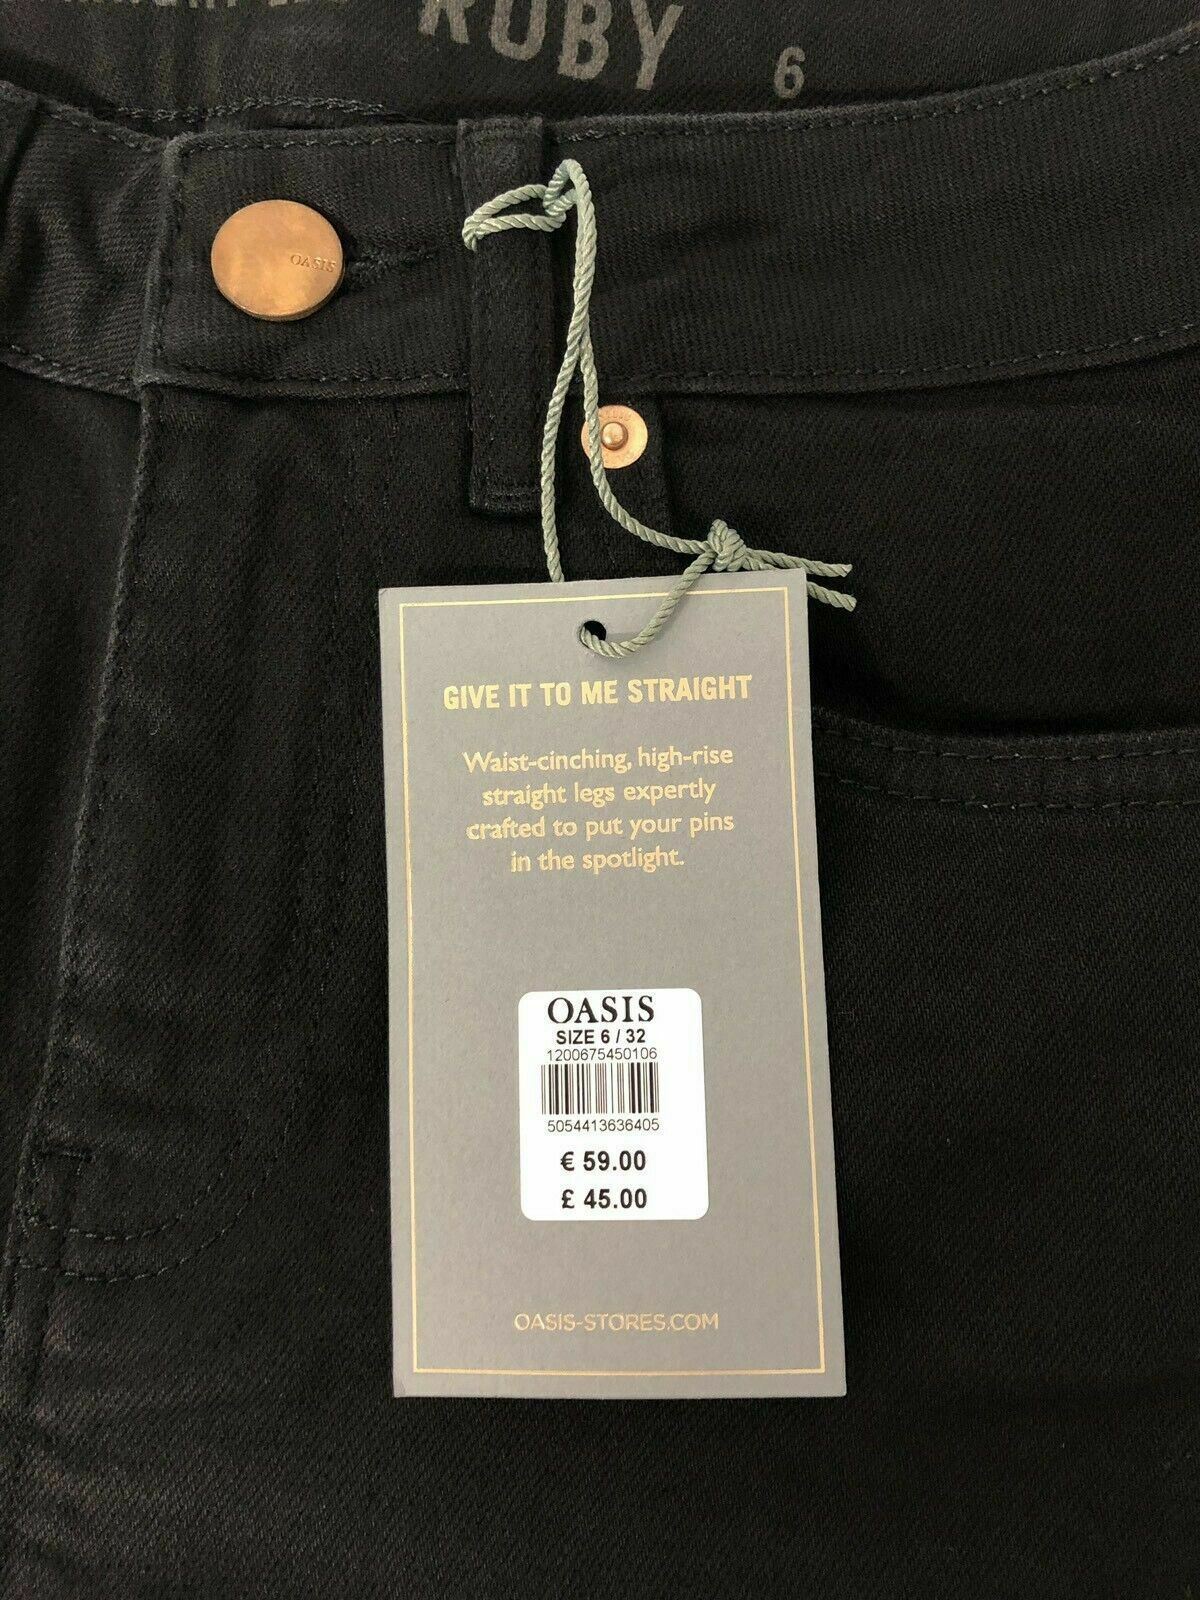 RUBY 6
OASIS
GIVE IT TO ME STRAIGHT
Waist-cinching, high-rise
straight legs expertly
crafted to put your pins
in the spotlight.
OASIS
SIZE 6 / 32
1200675450106
5054413636405
€ 59.00
£ 45.00
OASIS-STORES.COM